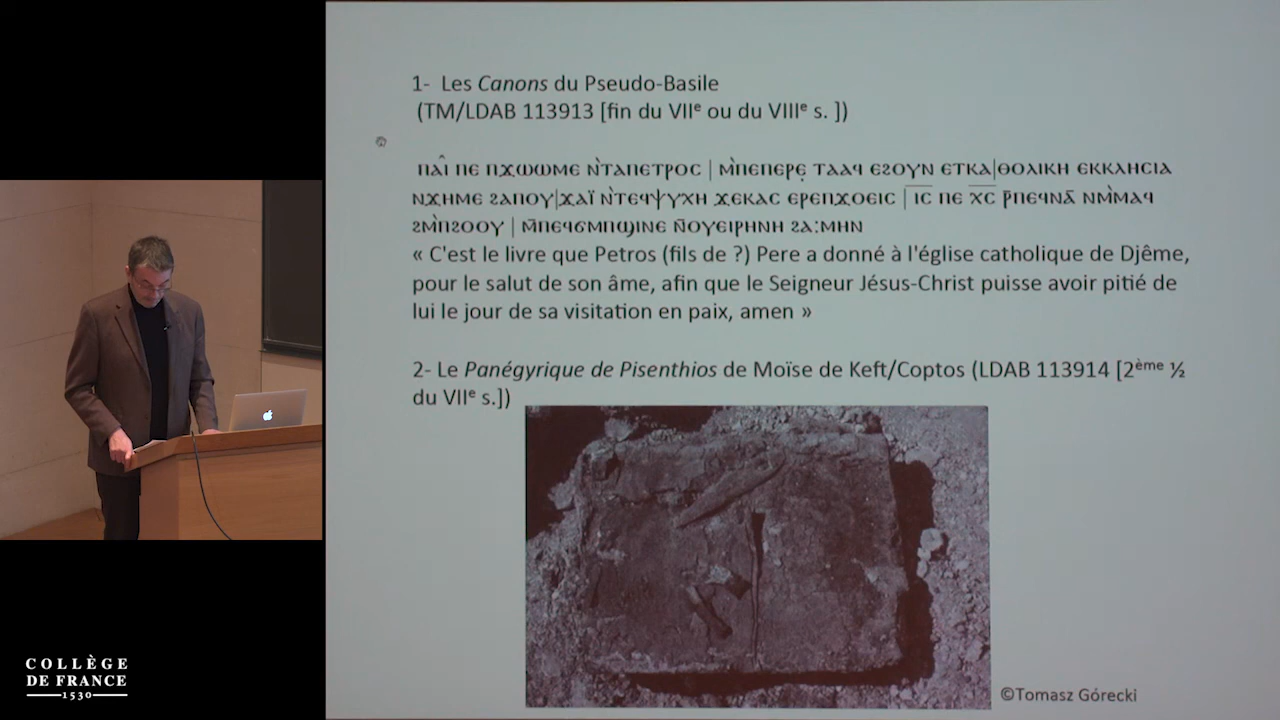 1- Les Canons du Pseudo-Basile
(TM/LDAB 113913 [fin du VIIᵉ ou du VIIIᵉ s. ])
ⲡⲁⲓ̂ ⲡⲉ ⲡϫⲱⲱⲙⲉ ⲛ̀ⲧⲁⲡⲉⲧⲣⲟⲥ | ⲙ̀ⲡⲉⲡⲉⲣⲉ̣ ⲧⲁⲁϥ ⲉϩⲟⲩⲛ ⲉⲧⲕⲁ|ⲑⲟⲗⲓⲕⲏ ⲉⲕⲕⲗⲏⲥⲓⲁ
ⲛϫⲏⲙⲉ ϩⲁⲡⲟⲩ|ϫⲁⲓ̈ ⲛ̀ⲧⲉϥⲯⲩⲭⲏ ϫⲉⲕⲁⲥ ⲉⲣⲉⲡϫⲟⲉⲓⲥ | ⲓ̅ⲥ̅ ⲡⲉ ⲭ̅ⲥ̅ ⲣ̄ⲡⲉϥⲛⲁ̄ ⲛⲙ̀ⲙⲁϥ
ϩⲙ̀ⲡϩⲟⲟⲩ | ⲙ̄ⲡⲉϥϭⲙⲡϣⲓⲛⲉ ⲛ̄ⲟⲩⲉⲓⲣⲏⲛⲏ ϩⲁ:ⲙⲏⲛ
« C'est le livre que Petros (fils de ?) Pere a donné à l'église catholique de Djême,
pour le salut de son âme, afin que le Seigneur Jésus-Christ puisse avoir pitié de
lui le jour de sa visitation en paix, amen »
2- Le Panégyrique de Pisenthios de Moïse de Keft/Coptos (LDAB 113914 [2ème ½
du VIIᵉ s.])
©Tomasz Górecki
COLLÈGE
DE FRANCE
1530